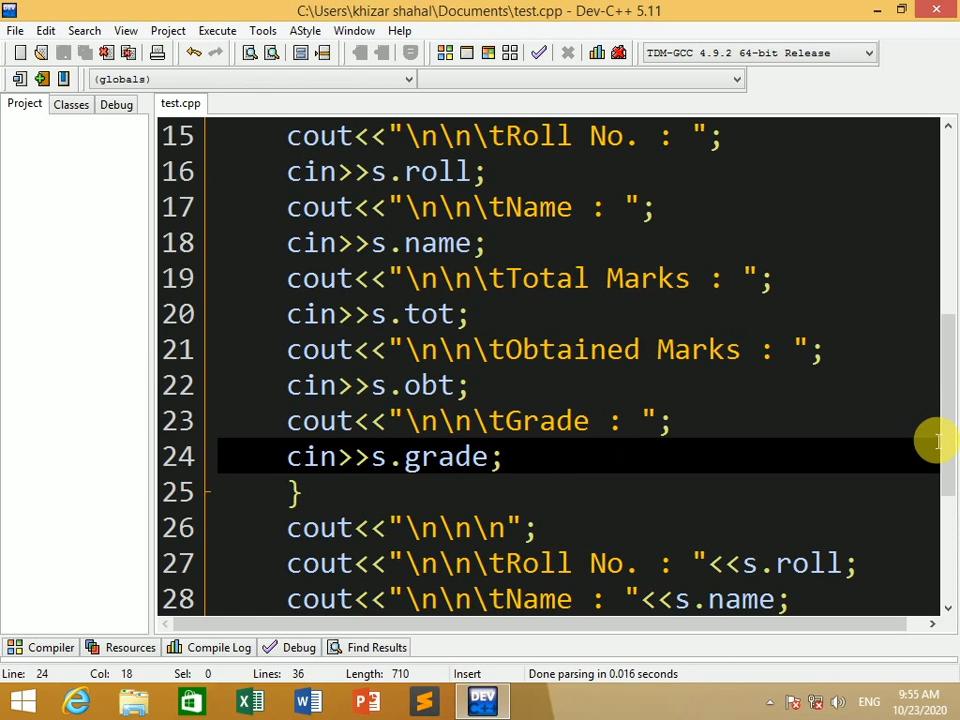 C:\Users\khizar shahal\Documents\test.cpp - Dev-C++ 5.11
File Edit Search View Project Execute Tools AStyle Window Help
TDM-GCC 4.9.2 64-bit Release
(globals)
Project Classes Debug test.cpp
15 cout<<"\n\n\tRoll No. : ";
16 cin>>s.roll;
17 cout<<"\n\n\tName : ";
18 cin>>s.name;
19 cout<<"\n\n\tTotal Marks : ";
20 cin>>s.tot;
21 cout<<"\n\n\tObtained Marks : ";
22 cin>>s.obt;
23 cout<<"\n\n\tGrade : ";
24 cin>>s.grade;
25 }
26 cout<<"\n\n\n";
27 cout<<"\n\n\tRoll No. : "<<s.roll;
28 cout<<"\n\n\tName : "<<s.name;
Compiler Resources Compile Log Debug Find Results
Line: 24 Col: 18 Sel: 0 Lines: 36 Length: 710 Insert Done parsing in 0.016 seconds
DEV
ENG
9:55 AM
10/23/2020